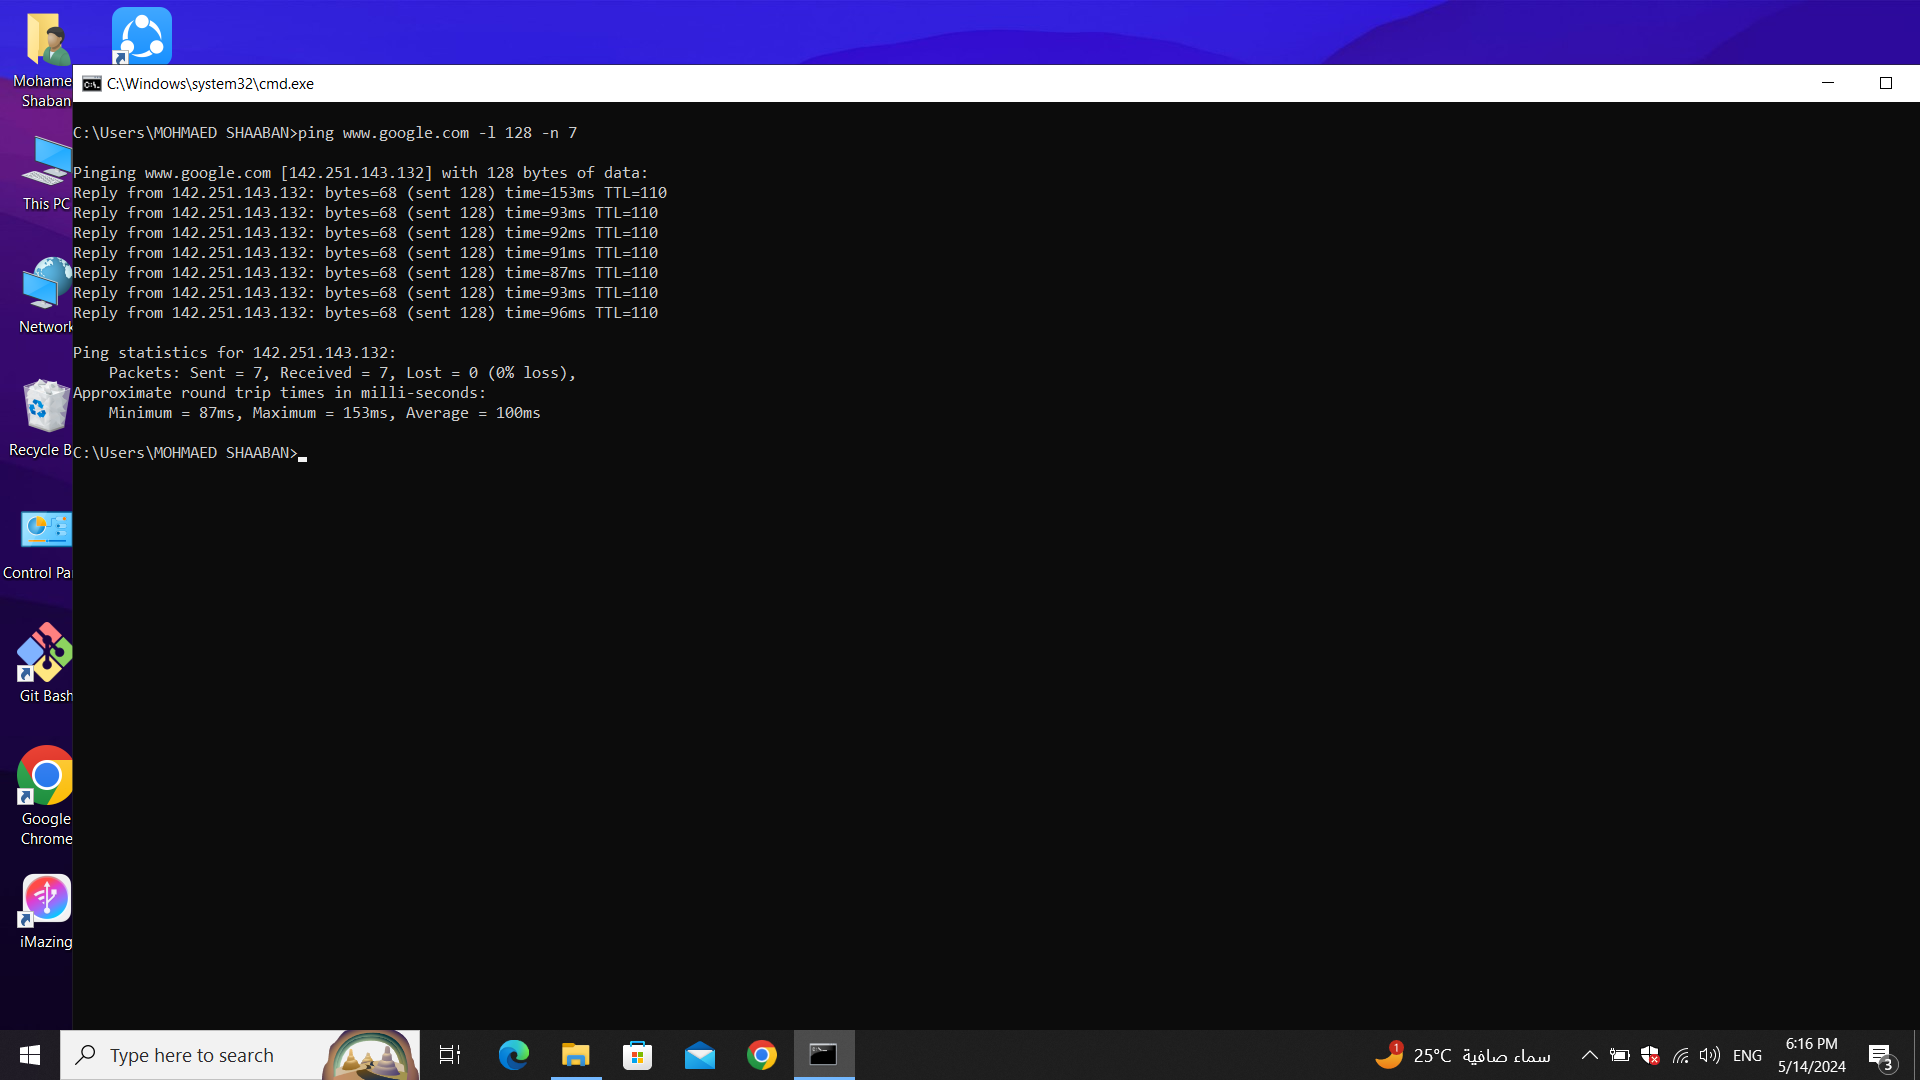 Mohame
Shaban
This PC
Network
Recycle B
Control Pa
Git Bash
Google
Chrome
iMazing
C:\Windows\system32\cmd.exe
C:\Users\MOHMAED SHAABAN>ping www.google.com -l 128 -n 7
Pinging www.google.com [142.251.143.132] with 128 bytes of data:
Reply from 142.251.143.132: bytes=68 (sent 128) time=153ms TTL=110
Reply from 142.251.143.132: bytes=68 (sent 128) time=93ms TTL=110
Reply from 142.251.143.132: bytes=68 (sent 128) time=92ms TTL=110
Reply from 142.251.143.132: bytes=68 (sent 128) time=91ms TTL=110
Reply from 142.251.143.132: bytes=68 (sent 128) time=87ms TTL=110
Reply from 142.251.143.132: bytes=68 (sent 128) time=93ms TTL=110
Reply from 142.251.143.132: bytes=68 (sent 128) time=96ms TTL=110
Ping statistics for 142.251.143.132:
    Packets: Sent = 7, Received = 7, Lost = 0 (0% loss),
Approximate round trip times in milli-seconds:
    Minimum = 87ms, Maximum = 153ms, Average = 100ms
C:\Users\MOHMAED SHAABAN>
Type here to search
1
25°C سماء صافية
ENG
6:16 PM
5/14/2024
3